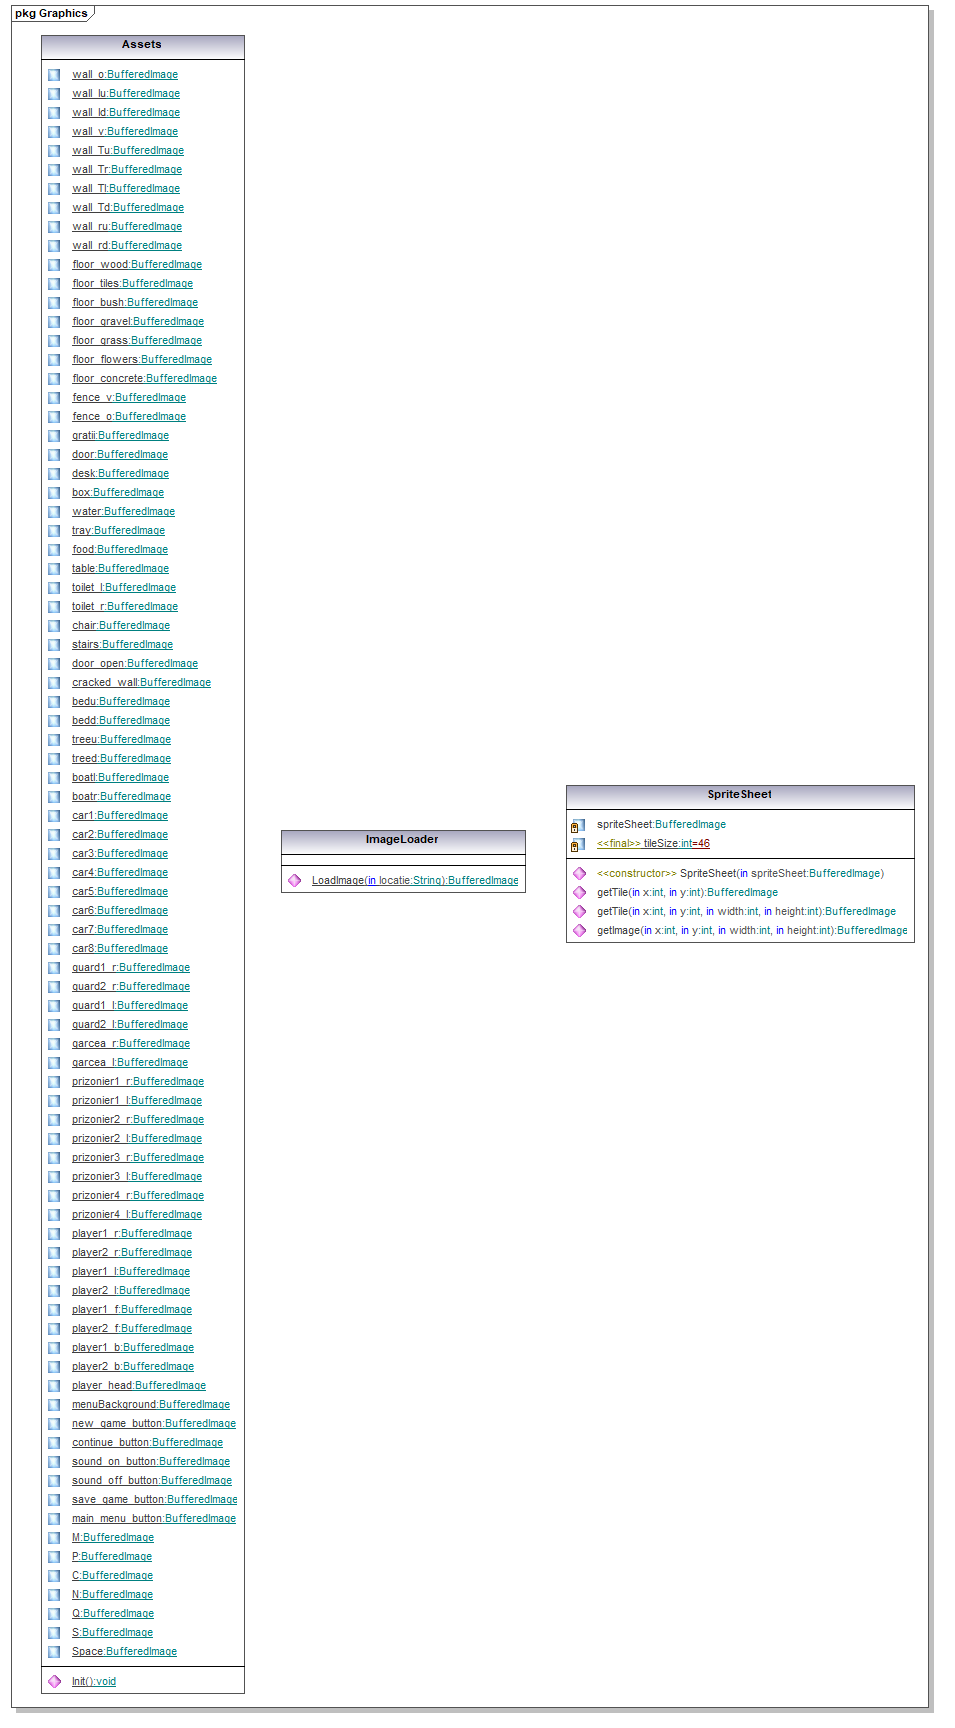 pkg Graphics
Assets
wall_o:BufferedImage
wall_lu:BufferedImage
wall_ld:BufferedImage
wall_v:BufferedImage
wall_Tu:BufferedImage
wall_Tr:BufferedImage
wall_Tl:BufferedImage
wall_Td:BufferedImage
wall_ru:BufferedImage
wall_rd:BufferedImage
floor_wood:BufferedImage
floor_tiles:BufferedImage
floor_bush:BufferedImage
floor_gravel:BufferedImage
floor_grass:BufferedImage
floor_flowers:BufferedImage
floor_concrete:BufferedImage
fence_v:BufferedImage
fence_o:BufferedImage
gratii:BufferedImage
door:BufferedImage
desk:BufferedImage
box:BufferedImage
water:BufferedImage
tray:BufferedImage
food:BufferedImage
table:BufferedImage
toilet_l:BufferedImage
toilet_r:BufferedImage
chair:BufferedImage
stairs:BufferedImage
door_open:BufferedImage
cracked_wall:BufferedImage
bedu:BufferedImage
bedd:BufferedImage
treeu:BufferedImage
treed:BufferedImage
boatl:BufferedImage
boatr:BufferedImage
car1:BufferedImage
car2:BufferedImage
car3:BufferedImage
car4:BufferedImage
car5:BufferedImage
car6:BufferedImage
car7:BufferedImage
car8:BufferedImage
guard1_r:BufferedImage
guard2_r:BufferedImage
guard1_l:BufferedImage
guard2_l:BufferedImage
garcea_r:BufferedImage
garcea_l:BufferedImage
prizonier1_r:BufferedImage
prizonier1_l:BufferedImage
prizonier2_r:BufferedImage
prizonier2_l:BufferedImage
prizonier3_r:BufferedImage
prizonier3_l:BufferedImage
prizonier4_r:BufferedImage
prizonier4_l:BufferedImage
player1_r:BufferedImage
player2_r:BufferedImage
player1_l:BufferedImage
player2_l:BufferedImage
player1_f:BufferedImage
player2_f:BufferedImage
player1_b:BufferedImage
player2_b:BufferedImage
player_head:BufferedImage
menuBackground:BufferedImage
new_game_button:BufferedImage
continue_button:BufferedImage
sound_on_button:BufferedImage
sound_off_button:BufferedImage
save_game_button:BufferedImage
main_menu_button:BufferedImage
M:BufferedImage
P:BufferedImage
C:BufferedImage
N:BufferedImage
Q:BufferedImage
S:BufferedImage
Space:BufferedImage
Init():void
ImageLoader
LoadImage(in locatie:String):BufferedImage
SpriteSheet
spriteSheet:BufferedImage
<<final>> tileSize:int=46
<<constructor>> SpriteSheet(in spriteSheet:BufferedImage)
getTile(in x:int, in y:int):BufferedImage
getTile(in x:int, in y:int, in width:int, in height:int):BufferedImage
getImage(in x:int, in y:int, in width:int, in height:int):BufferedImage